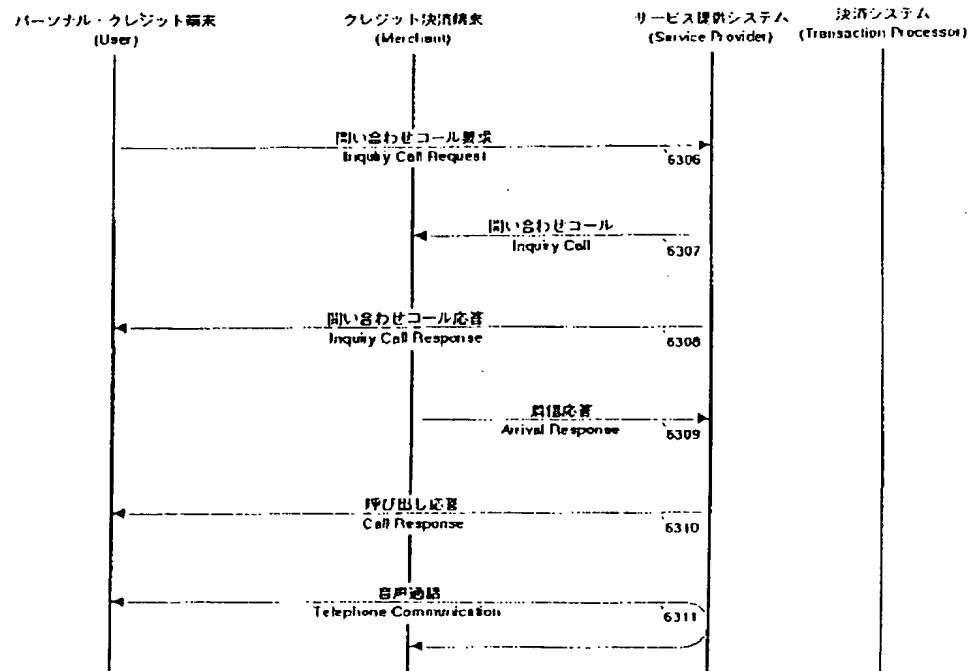 パーソナル・クレジット端末
(User)
クレジット決済端末
(Merchant)
サービス提供システム
(Service Provider)
決済システム
(Transaction Processor)
問い合わせコール要求
Inquiry Call Request
6306
問い合わせコール
Inquiry Call
6307
問い合わせコール応答
Inquiry Call Response
6308
着信応答
Arrival Response
6309
呼び出し応答
Call Response
6310
音声通話
Telephone Communication
6311